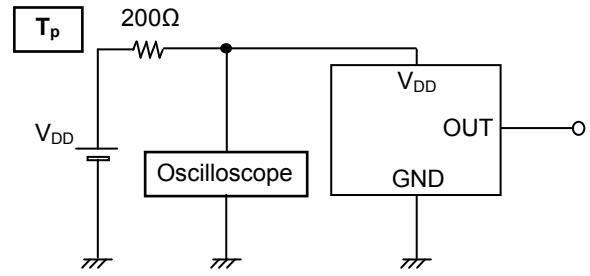 Tp
200Ω
VDD
Oscilloscope
VDD
OUT
GND